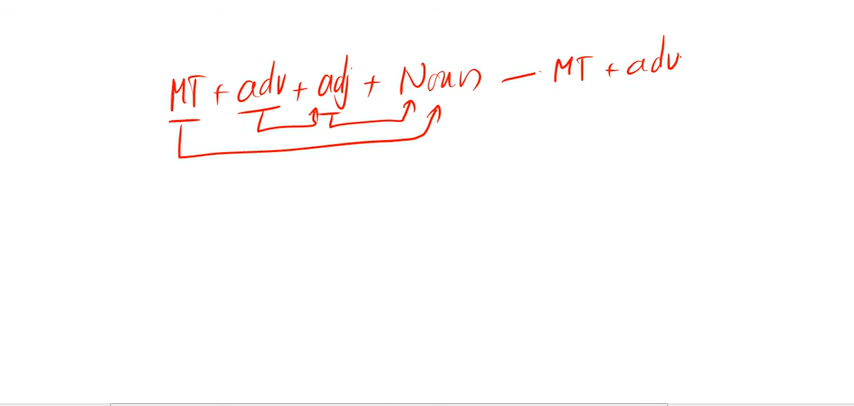 MT + adv + adj + Noun — MT + adv